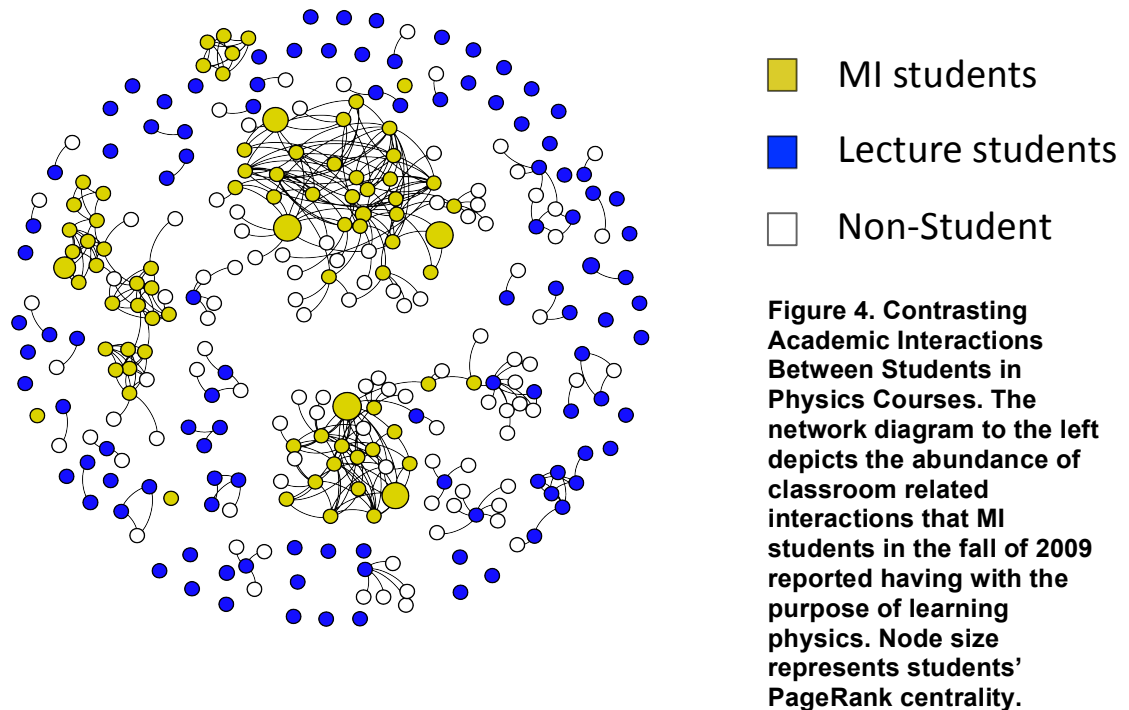 MI students
Lecture students
Non-Student
Figure 4. Contrasting
Academic Interactions
Between Students in
Physics Courses. The
network diagram to the left
depicts the abundance of
classroom related
interactions that MI
students in the fall of 2009
reported having with the
purpose of learning
physics. Node size
represents students’
PageRank centrality.